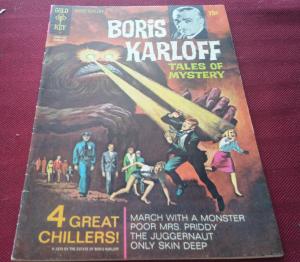 GOLD KEY
BORIS KARLOFF
15¢
TALES OF
MYSTERY
4 GREAT
CHILLERS!
MARCH WITH A MONSTER
POOR MRS. PRIDDY
THE JUGGERNAUT
ONLY SKIN DEEP